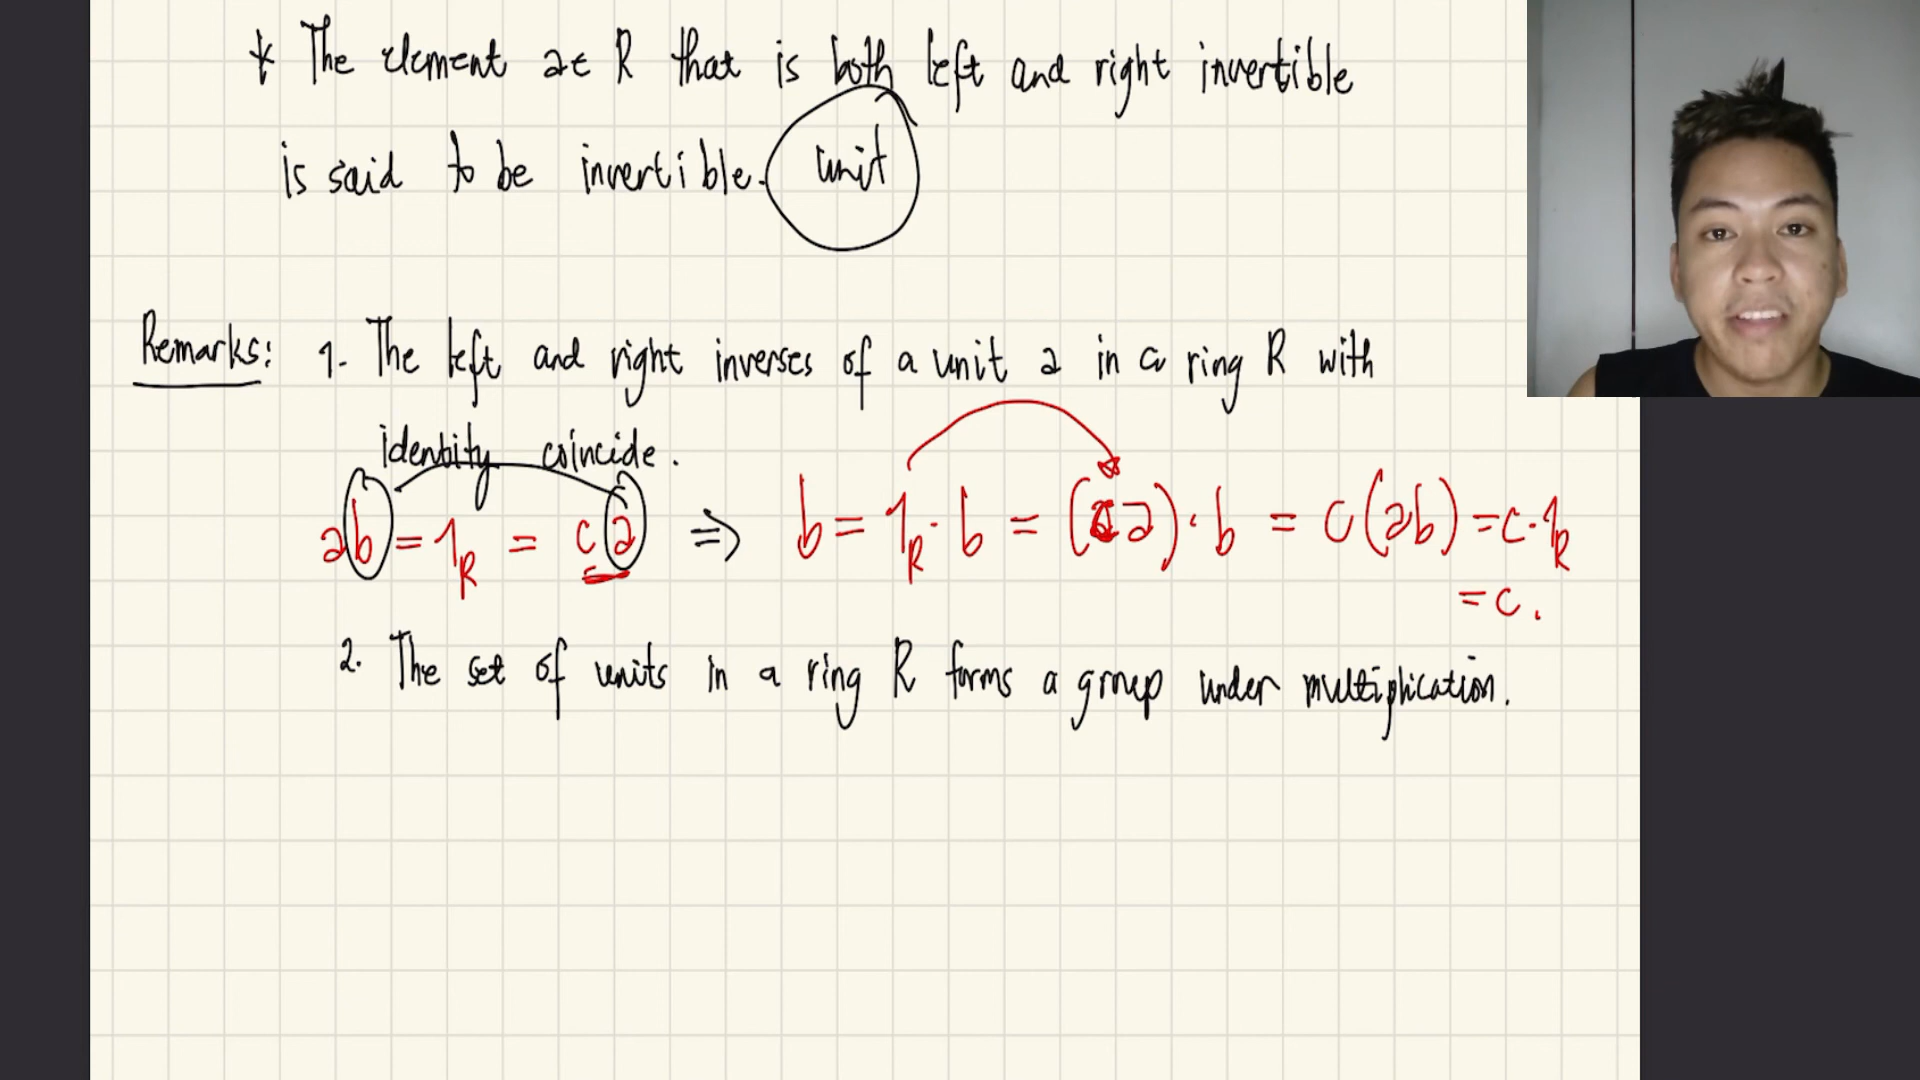 * The element a ∈ R that is both left and right invertible
is said to be invertible. unit
Remarks: 1. The left and right inverses of a unit a in a ring R with
identity coincide.
ab = 1_R = ca ⇒ b = 1_R · b = (ca) · b = c(ab) = c · 1_R
= c.
2. The set of units in a ring R forms a group under multiplication.